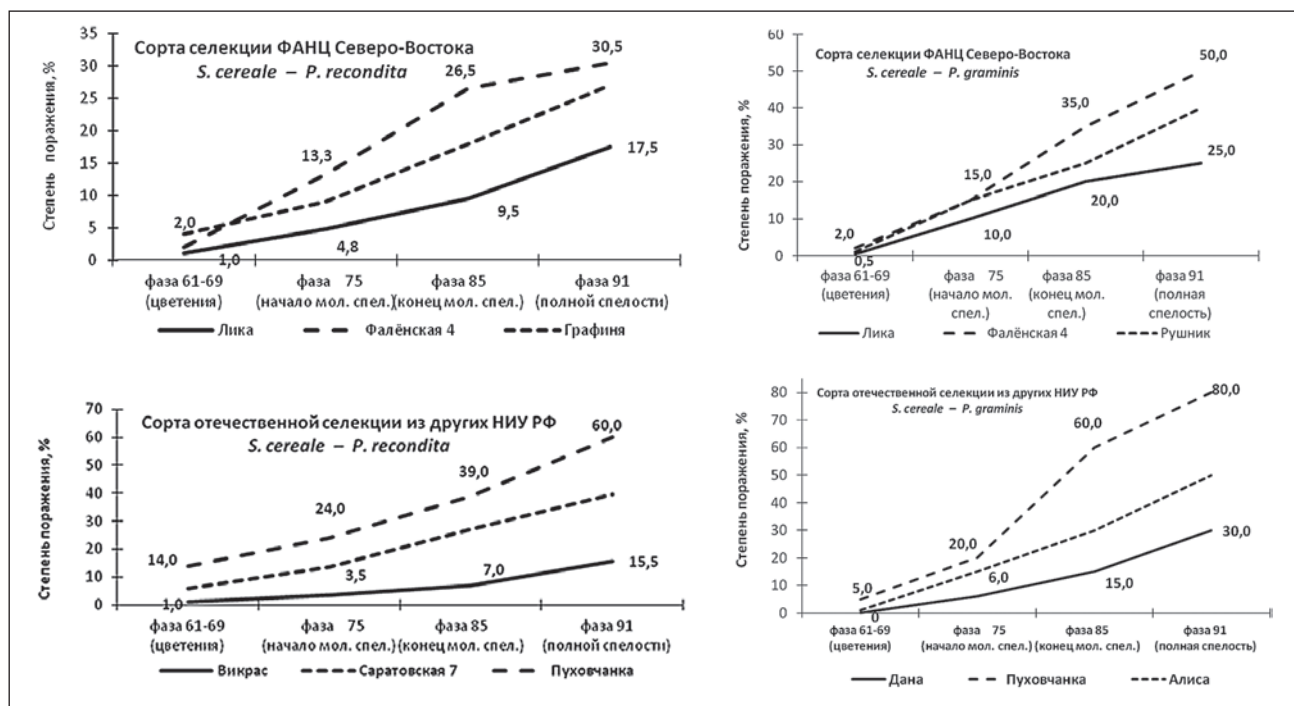 Сорта селекции ФАНЦ Северо-Востока
S. cereale – P. recondita
Степень поражения, %
35
30
25
20
15
10
5
0
2,0
1,0
13,3
4,8
26,5
9,5
30,5
17,5
фаза 61-69 фаза 75 фаза 85 фаза 91
(цветения) (начало мол. спел.) (конец мол. спел.) (полной спелости)
Лика Фалёнская 4 Графиня
Сорта селекции ФАНЦ Северо-Востока
S. cereale – P. graminis
Степень поражения, %
60
50
40
30
20
10
0
2,0
0,5
15,0
10,0
35,0
20,0
50,0
25,0
фаза 61-69 фаза 75 фаза 85 фаза 91
(цветения) (начало мол. (конец мол. (полная
спел.) спел.) спелость)
Лика Фалёнская 4 Рушник
Сорта отечественной селекции из других НИУ РФ
S. cereale – P. recondita
Степень поражения, %
70
60
50
40
30
20
10
0
14,0
1,0
24,0
3,5
39,0
7,0
60,0
15,5
фаза 61-69 фаза 75 фаза 85 фаза 91
(цветения) (начало мол. спел.) (конец мол. спел.) (полной спелости)
Викрас Саратовская 7 Пуховчанка
Сорта отечественной селекции из других НИУ РФ
S. cereale – P. graminis
Степень поражения, %
80
70
60
50
40
30
20
10
0
5,0
0
20,0
6,0
60,0
15,0
80,0
30,0
фаза 61-69 фаза 75 фаза 85 фаза 91
(цветения) (начало мол. спел.) (конец мол. спел.) (полная спелость)
Дана Пуховчанка Алиса